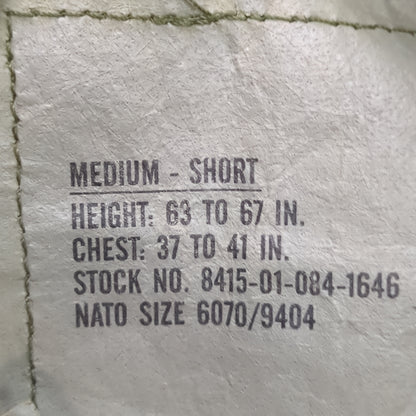 MEDIUM - SHORT
HEIGHT: 63 TO 67 IN.
CHEST: 37 TO 41 IN.
STOCK NO. 8415-01-084-1646
NATO SIZE 6070/9404